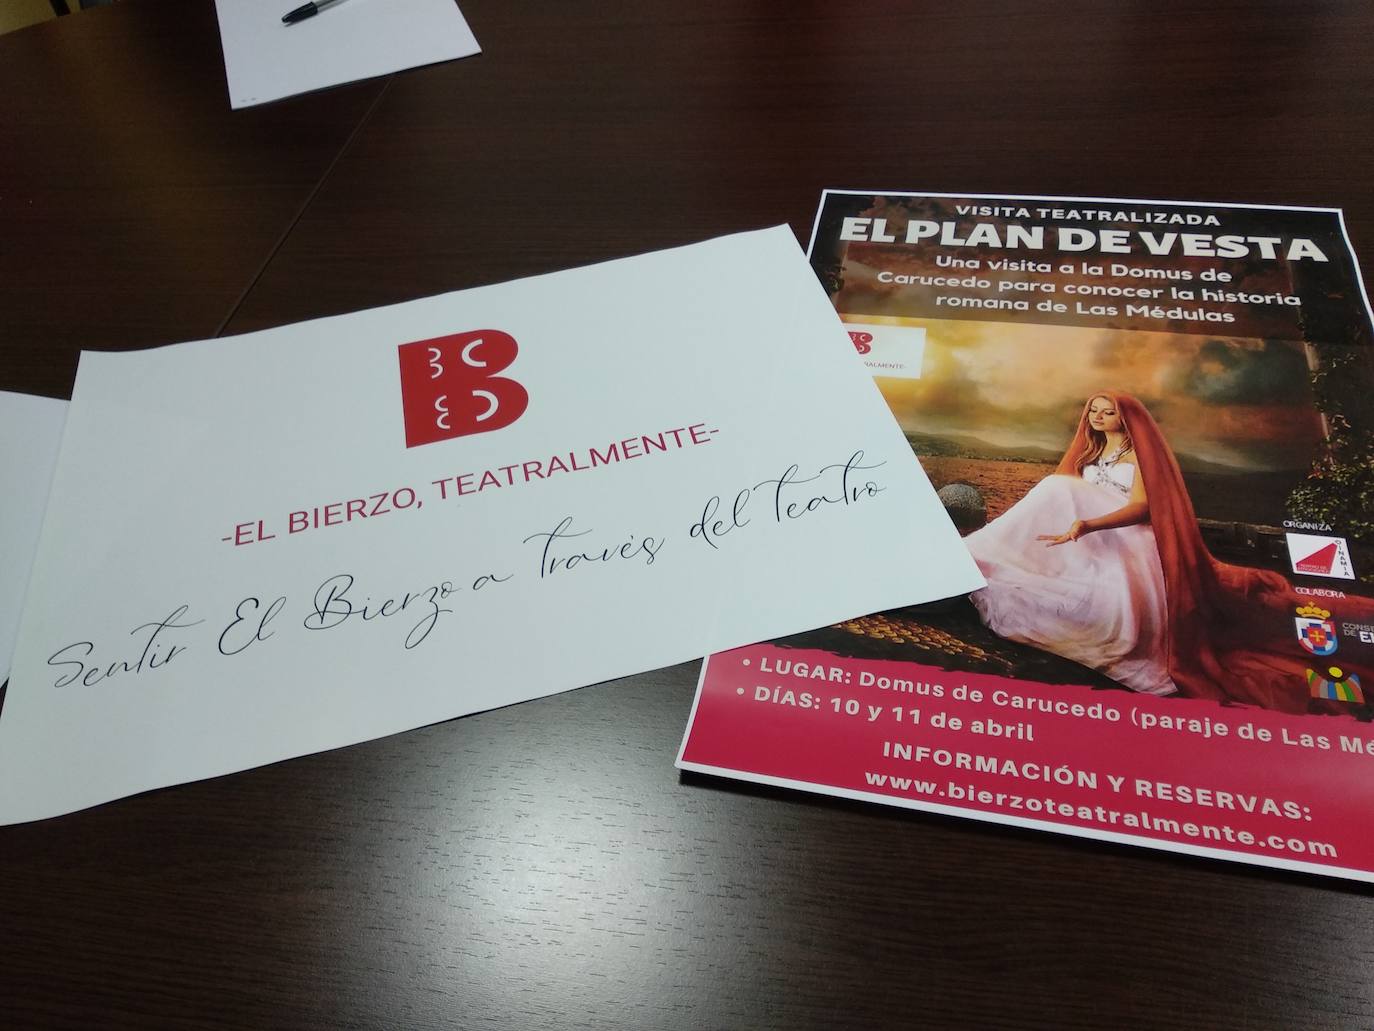 -EL BIERZO, TEATRALMENTE-
Sentir El Bierzo a través del Teatro
VISITA TEATRALIZADA
EL PLAN DE VESTA
Una visita a la Domus de
Carucedo para conocer la historia
romana de Las Médulas
ORGANIZA
DINAMIA
COLABORA
DE
• LUGAR: Domus de Carucedo (paraje de Las
• DÍAS: 10 y 11 de abril
INFORMACIÓN Y RESERVAS:
www.bierzoteatralmente.com